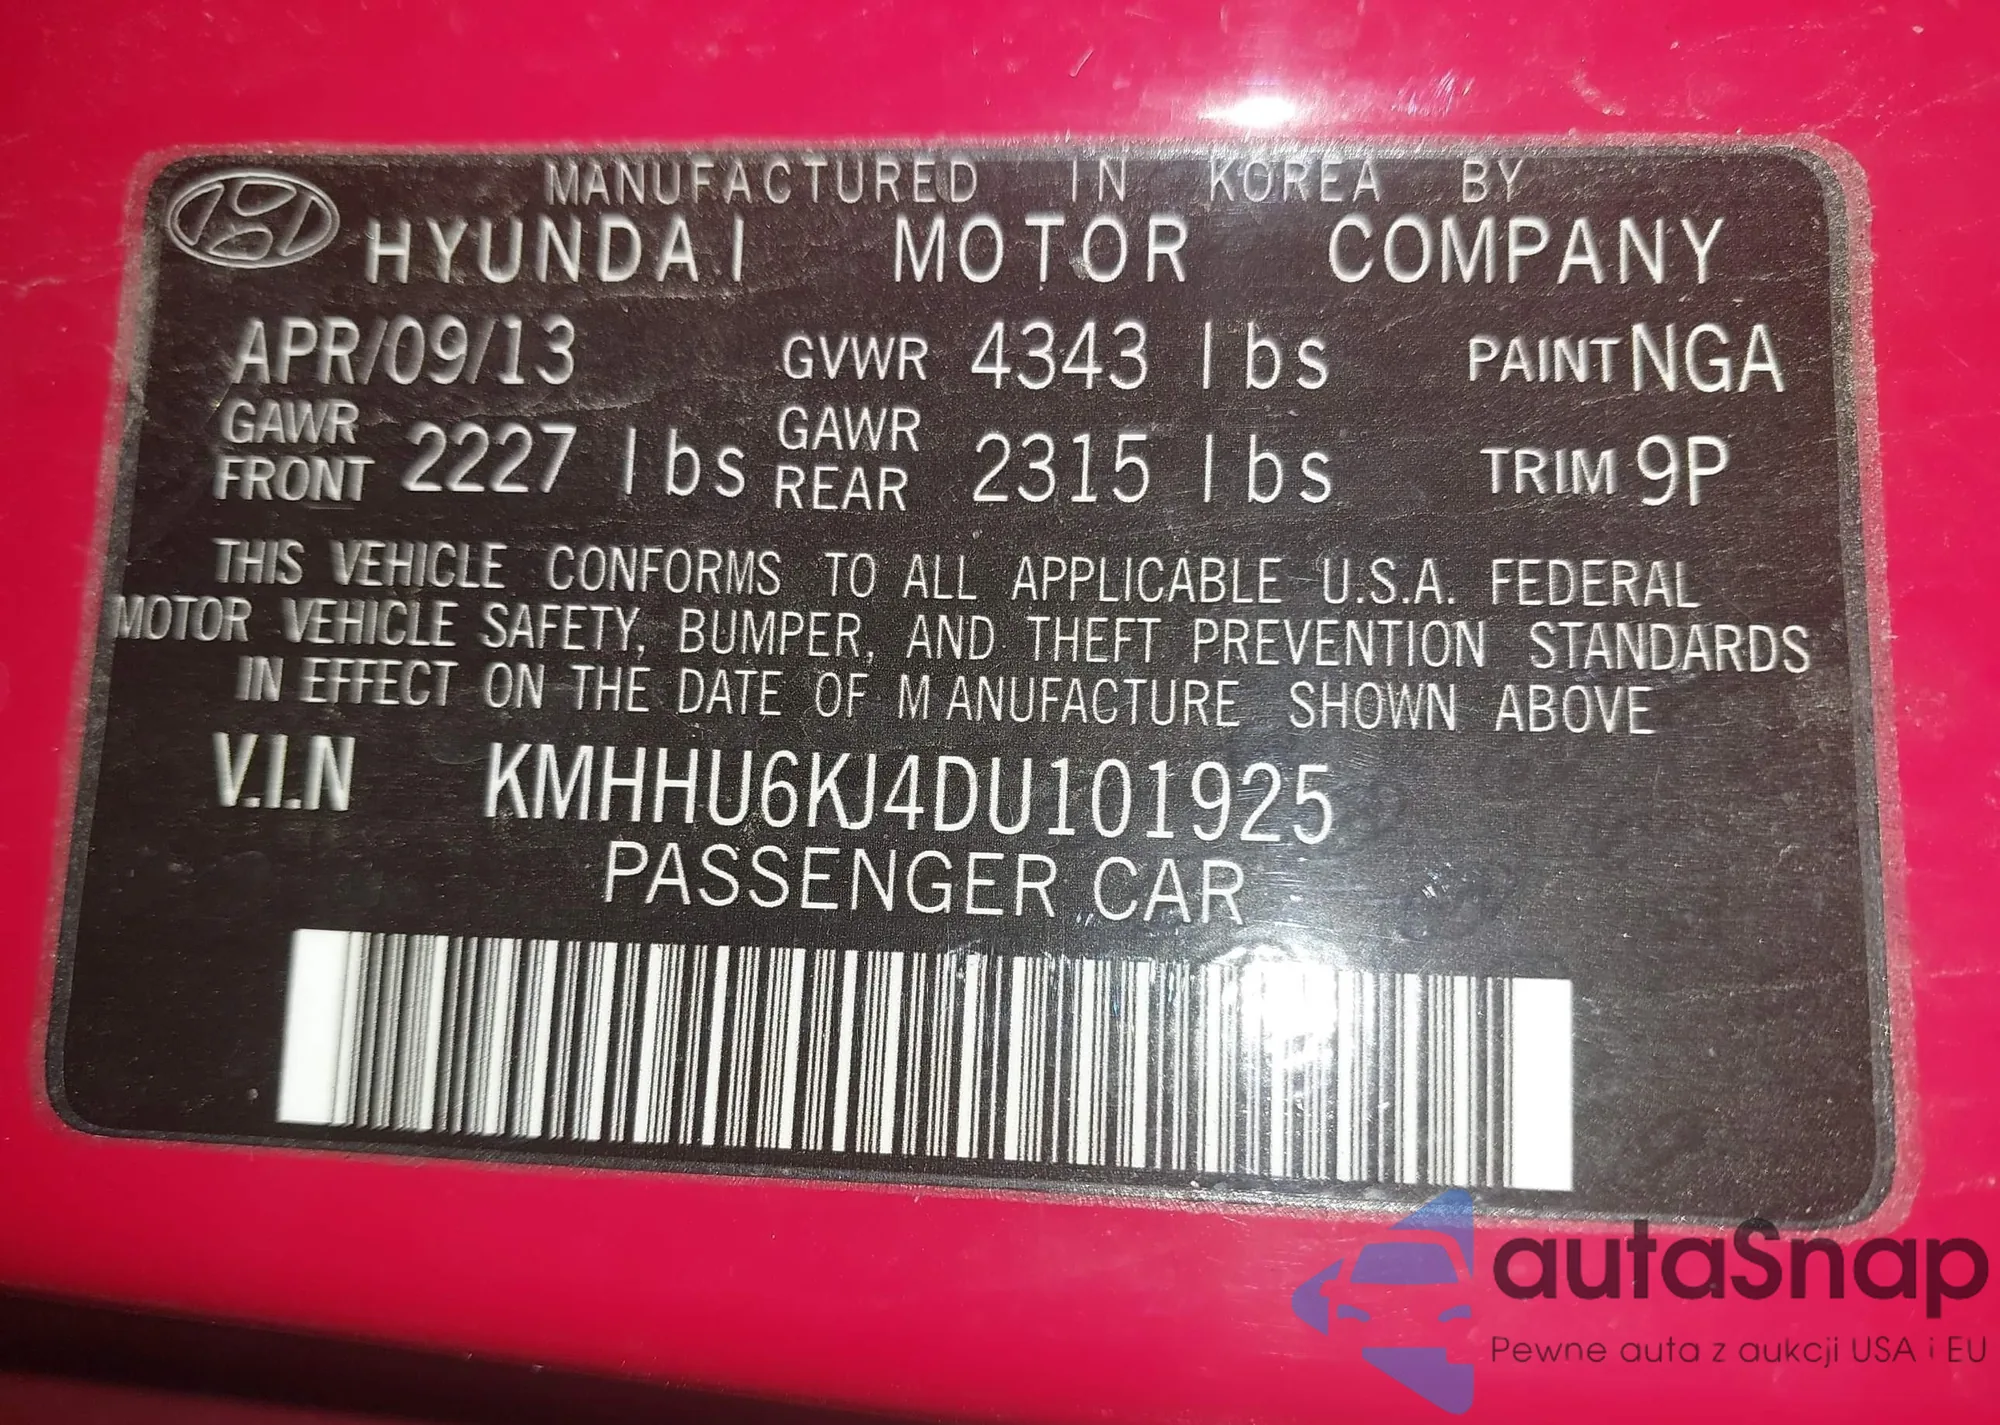 MANUFACTURED IN KOREA BY
HYUNDAI MOTOR COMPANY
APR/09/13 GVWR 4343 lbs PAINT NGA
GAWR FRONT 2227 lbs GAWR REAR 2315 lbs TRIM 9P
THIS VEHICLE CONFORMS TO ALL APPLICABLE U.S.A. FEDERAL
MOTOR VEHICLE SAFETY, BUMPER, AND THEFT PREVENTION STANDARDS
IN EFFECT ON THE DATE OF MANUFACTURE SHOWN ABOVE
V.I.N KMHHU6KJ4DU101925
PASSENGER CAR
autaSnap
Pewne auta z aukcji USA i EU